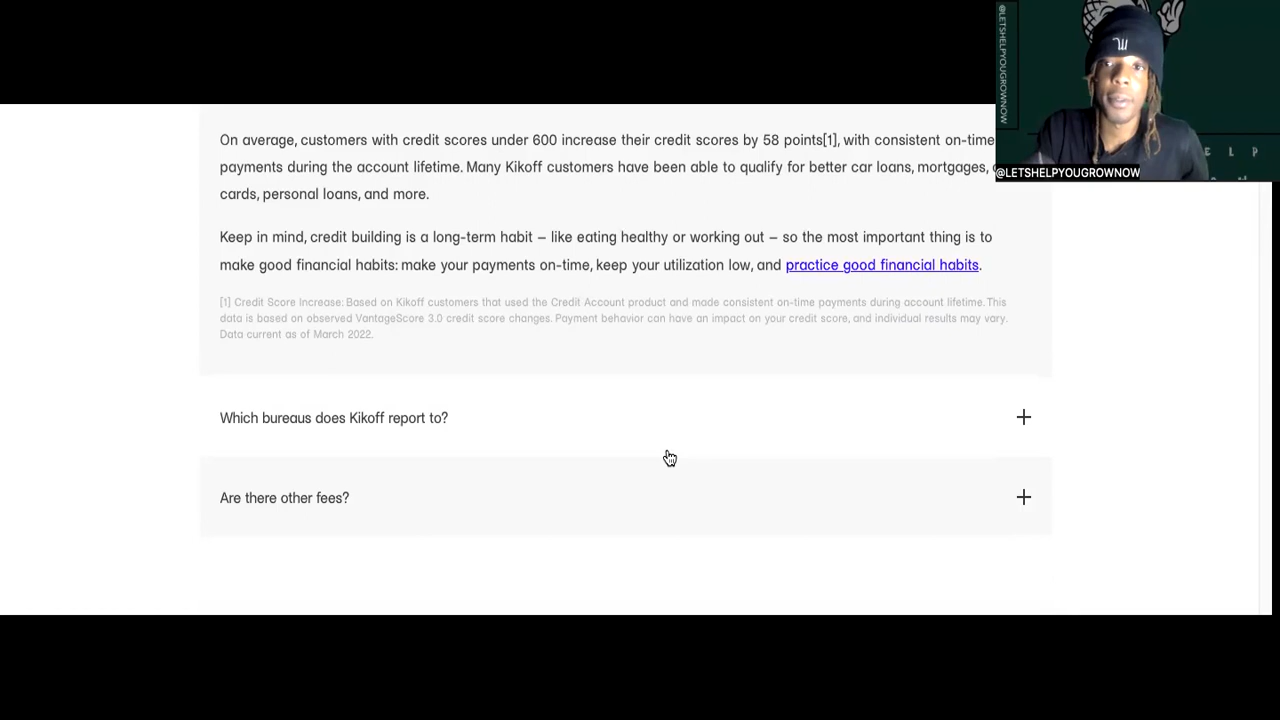 @LETSHELPYOUGROWNOW
On average, customers with credit scores under 600 increase their credit scores by 58 points[1], with consistent on-time
payments during the account lifetime. Many Kikoff customers have been able to qualify for better car loans, mortgages,
cards, personal loans, and more.
E L P
@LETSHELPYOUGROWNOW
Keep in mind, credit building is a long-term habit – like eating healthy or working out – so the most important thing is to
make good financial habits: make your payments on-time, keep your utilization low, and practice good financial habits.
[1] Credit Score Increase: Based on Kikoff customers that used the Credit Account product and made consistent on-time payments during account lifetime. This
data is based on observed VantageScore 3.0 credit score changes. Payment behavior can have an impact on your credit score, and individual results may vary.
Data current as of March 2022.
Which bureaus does Kikoff report to?
Are there other fees?